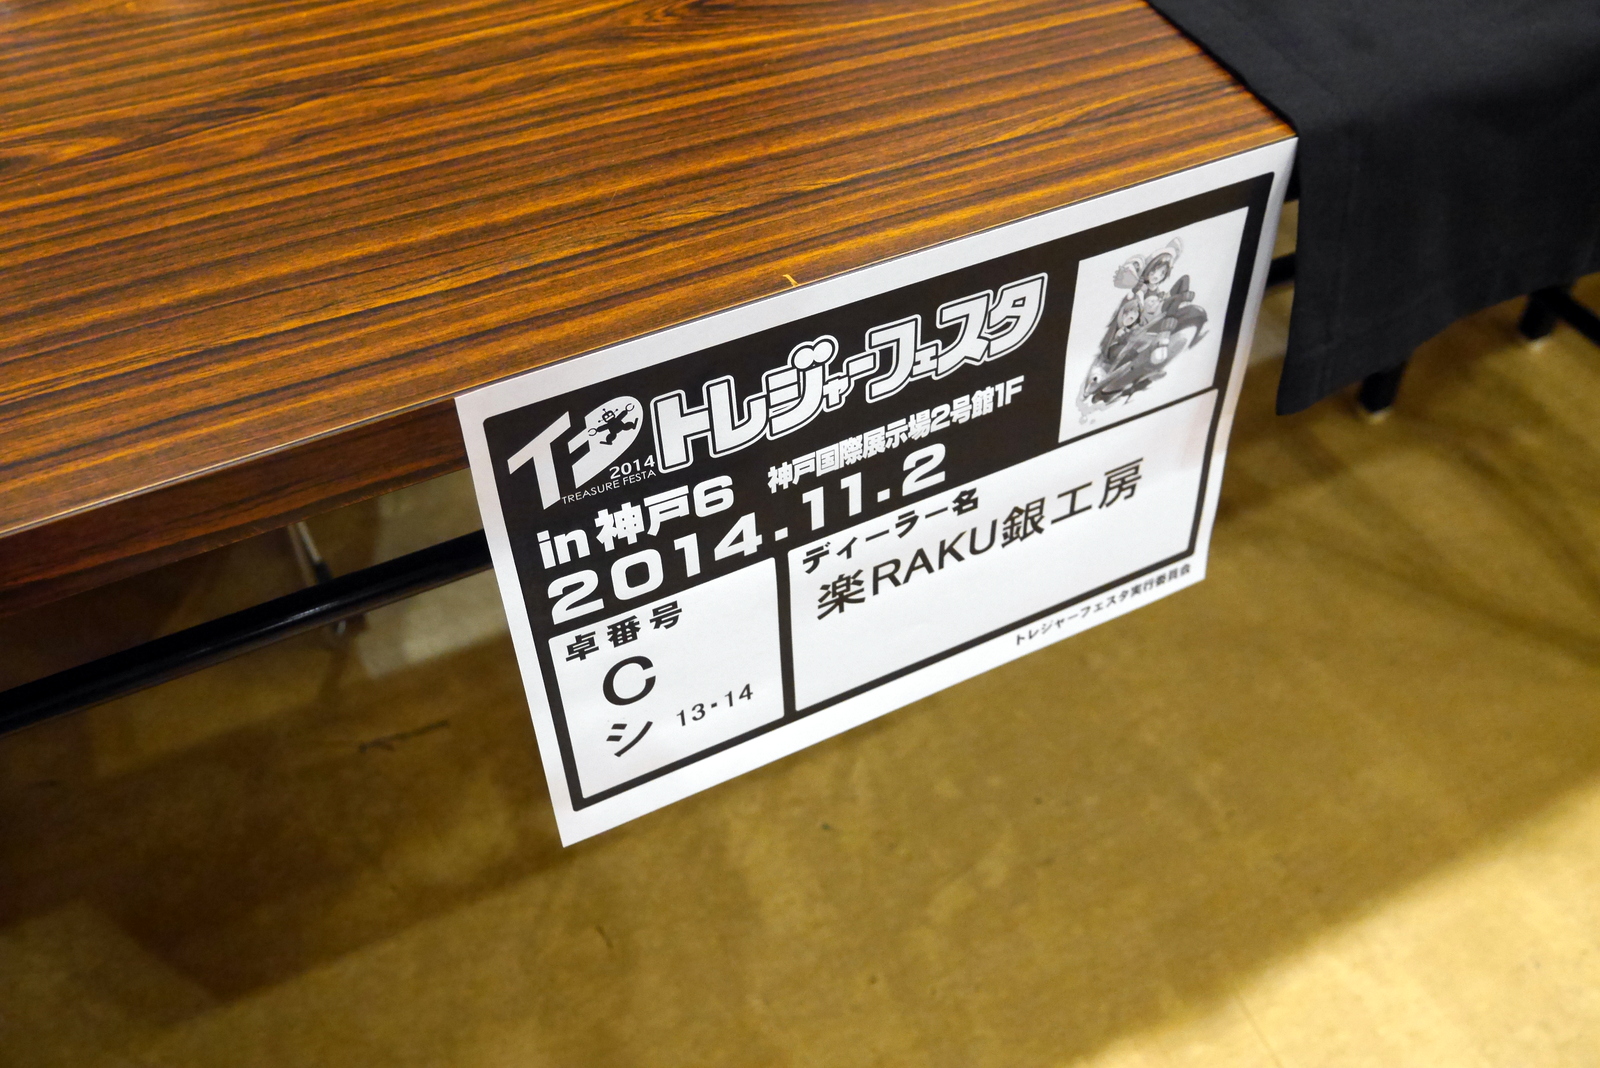 トレジャーフェスタ
2014
TREASURE FESTA
in 神戸6 神戸国際展示場2号館1F
2014.11.2
卓番号
C
シ 13・14
ディーラー名
楽RAKU銀工房
トレジャーフェスタ実行委員会